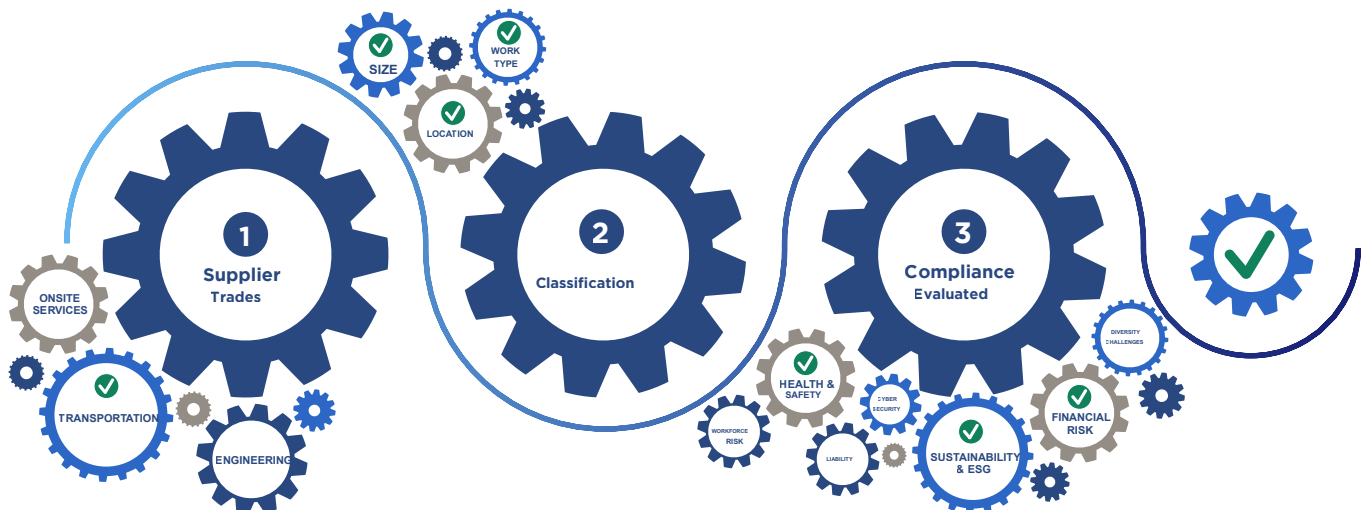 SIZE
WORK
TYPE
LOCATION
1
Supplier
Trades
ONSITE
SERVICES
TRANSPORTATION
ENGINEERING
2
Classification
3
Compliance
Evaluated
DIVERSITY
CHALLENGES
HEALTH &
SAFETY
CYBER
SECURITY
FINANCIAL
RISK
WORKFORCE
RISK
LIABILITY
SUSTAINABILITY
& ESG